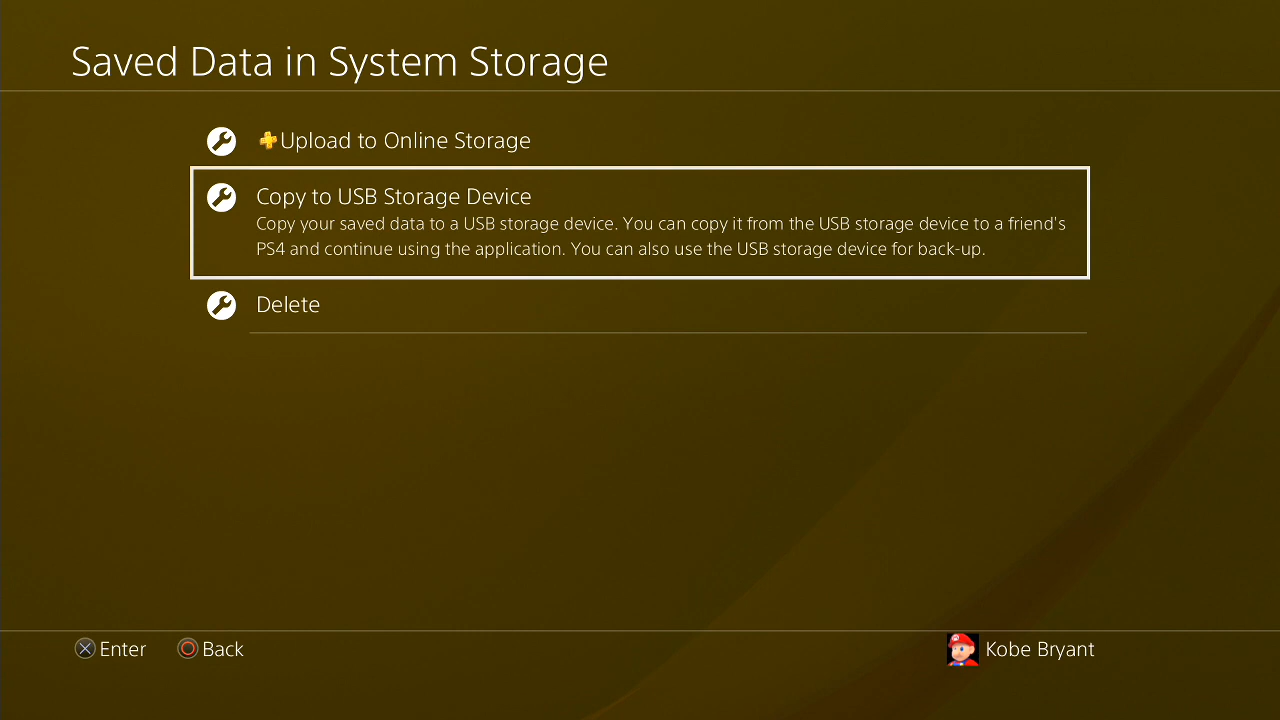 Saved Data in System Storage
Upload to Online Storage
Copy to USB Storage Device
Copy your saved data to a USB storage device. You can copy it from the USB storage device to a friend's
PS4 and continue using the application. You can also use the USB storage device for back-up.
Delete
Enter
Back
Kobe Bryant